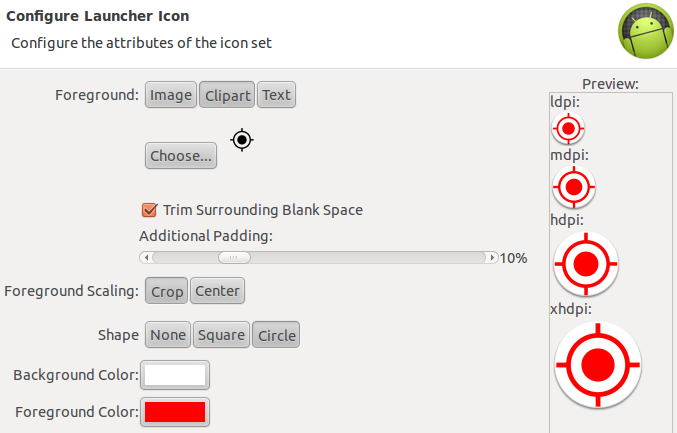 Configure Launcher Icon
Configure the attributes of the icon set
Preview:
Foreground: Image Clipart Text
ldpi:
Choose...
mdpi:
Trim Surrounding Blank Space
hdpi:
Additional Padding:
10%
Foreground Scaling: Crop Center
xhdpi:
Shape None Square Circle
Background Color:
Foreground Color: